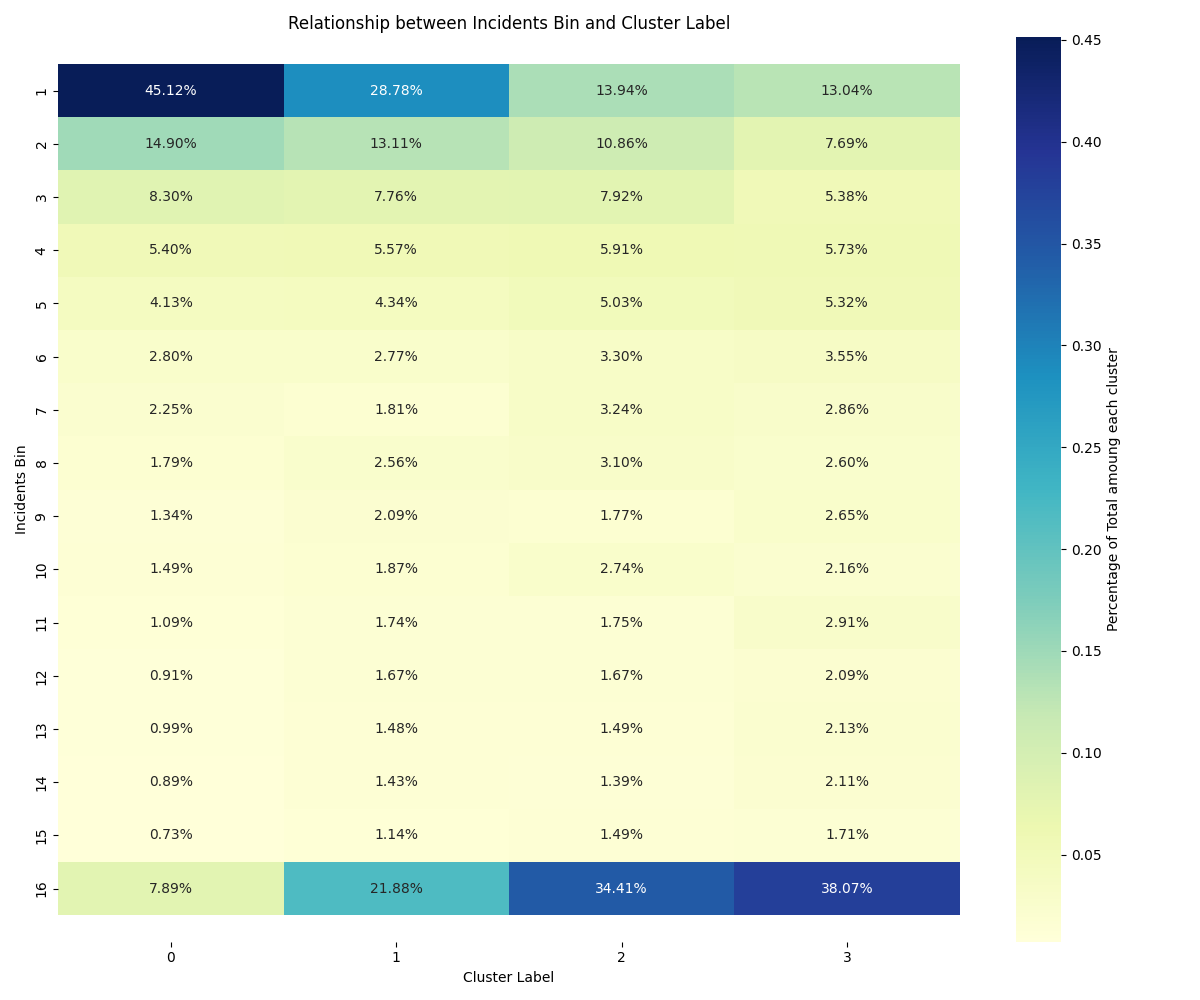 Relationship between Incidents Bin and Cluster Label
1 45.12% 28.78% 13.94% 13.04%
2 14.90% 13.11% 10.86% 7.69%
3 8.30% 7.76% 7.92% 5.38%
4 5.40% 5.57% 5.91% 5.73%
5 4.13% 4.34% 5.03% 5.32%
6 2.80% 2.77% 3.30% 3.55%
7 2.25% 1.81% 3.24% 2.86%
8 1.79% 2.56% 3.10% 2.60%
9 1.34% 2.09% 1.77% 2.65%
10 1.49% 1.87% 2.74% 2.16%
11 1.09% 1.74% 1.75% 2.91%
12 0.91% 1.67% 1.67% 2.09%
13 0.99% 1.48% 1.49% 2.13%
14 0.89% 1.43% 1.39% 2.11%
15 0.73% 1.14% 1.49% 1.71%
16 7.89% 21.88% 34.41% 38.07%
0 1 2 3
Cluster Label
Incidents Bin
0.45
0.40
0.35
0.30
0.25
0.20
0.15
0.10
0.05
Percentage of Total amoung each cluster